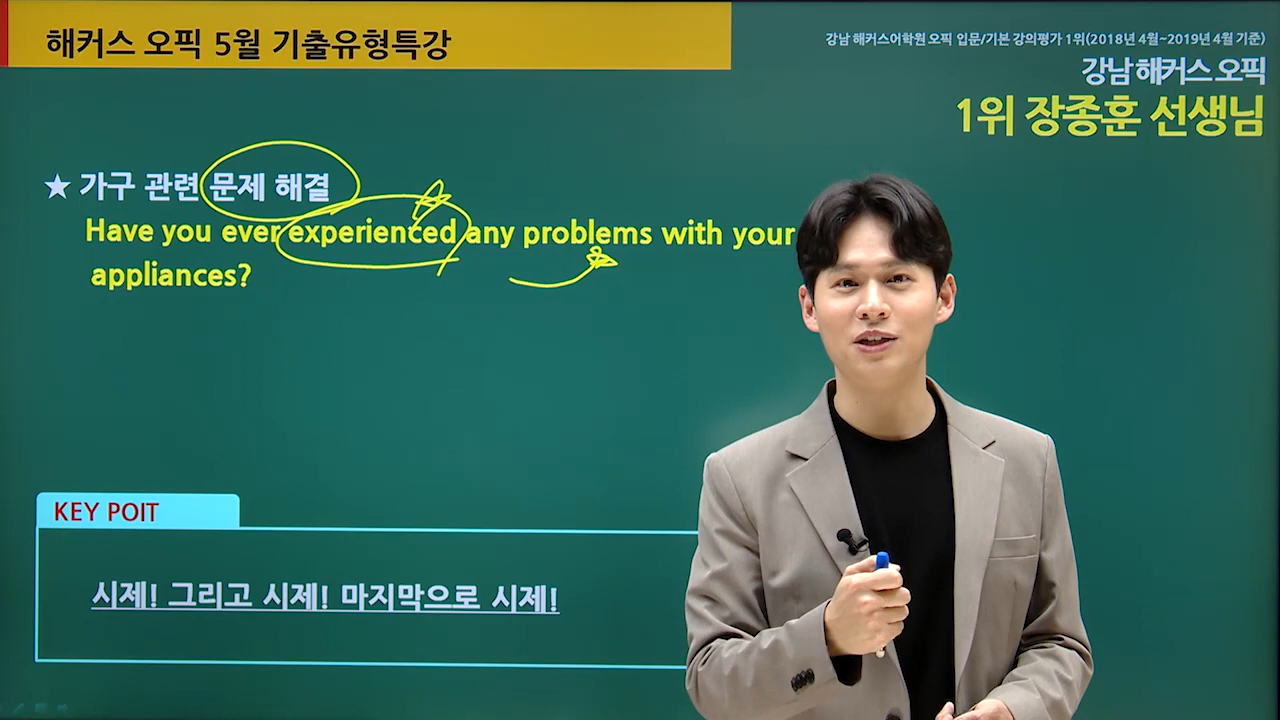 해커스 오픽 5월 기출유형특강
강남 해커스어학원 오픽 입문/기본 강의평가 1위(2018년 4월~2019년 4월 기준)
강남 해커스 오픽
1위 장종훈 선생님
★ 가구 관련 문제 해결
Have you ever experienced any problems with your
appliances?
KEY POIT
시제! 그리고 시제! 마지막으로 시제!